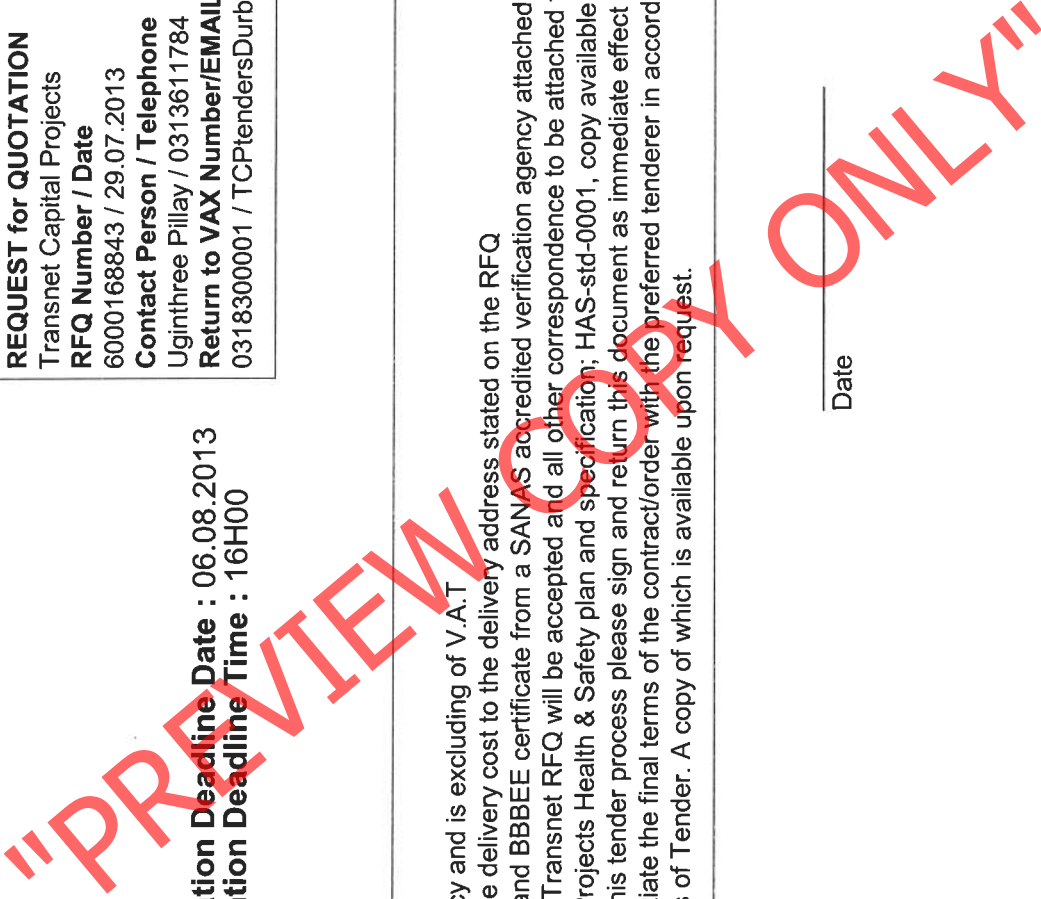 REQUEST for QUOTATION
Transnet Capital Projects
RFQ Number / Date
6000168843 / 29.07.2013
Contact Person / Telephone
Uginthree Pillay / 0313611784
Return to VAX Number/EMAIL
0318300001 / TCPtendersDurb
tion Deadline Date : 06.08.2013
tion Deadline Time : 16H00
cy and is excluding of V.A.T
e delivery cost to the delivery address stated on the RFQ
and BBBEE certificate from a SANAS accredited verification agency attached
Transnet RFQ will be accepted and all other correspondence to be attached
rojects Health & Safety plan and specification; HAS-std-0001, copy available
his tender process please sign and return this document as immediate effect
iate the final terms of the contract/order with the preferred tenderer in accord
s of Tender. A copy of which is available upon request.
Date
"PREVIEW COPY ONLY"